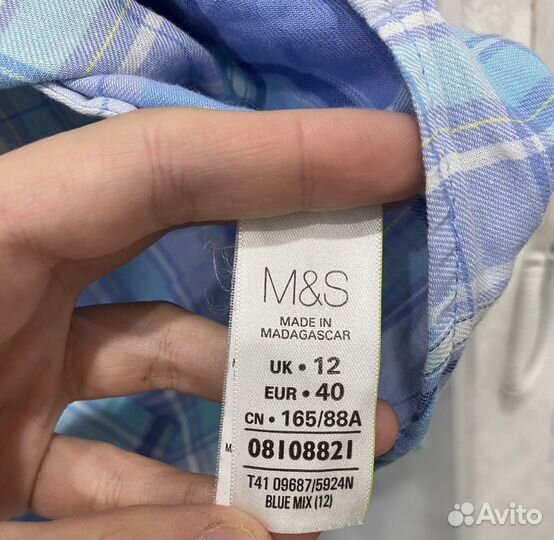 M&S
MADE IN
MADAGASCAR
UK • 12
EUR • 40
CN • 165/88A
08108821
T41 09687/5924N
BLUE MIX (12)
Avito